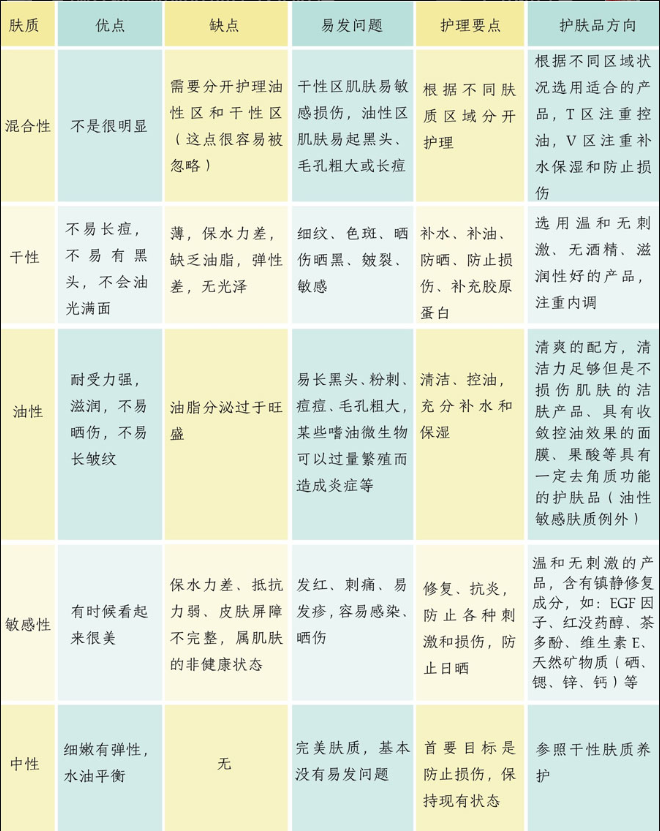 肤质
优点
缺点
易发问题
护理要点
护肤品方向
混合性
不是很明显
需要分开护理油
性区和干性区
（这点很容易被
忽略）
干性区肌肤易敏
感损伤，油性区
肌肤易起黑头、
毛孔粗大或长痘
根据不同肤
质区域分开
护理
根据不同区域状
况选用适合的产
品，T区注重控
油，V区注重补
水保湿和防止损
伤
干性
不易长痘，
不易有黑
头，不会油
光满面
薄，保水力差，
缺乏油脂，弹性
差，无光泽
细纹、色斑、晒
伤晒黑、皴裂、
敏感
补水、补油、
防晒、防止损
伤、补充胶原
蛋白
选用温和无刺
激、无酒精、滋
润性好的产品，
注重内调
油性
耐受力强，
滋润，不易
晒伤，不易
长皱纹
油脂分泌过于旺
盛
易长黑头、粉刺、
痘痘、毛孔粗大，
某些嗜油微生物
可以过量繁殖而
造成炎症等
清洁、控油，
充分补水和
保湿
清爽的配方，清
洁力足够但是不
损伤肌肤的洁
肤产品、具有收
敛控油效果的面
膜、果酸等具有
一定去角质功能
的护肤品（油性
敏感肤质例外）
敏感性
有时候看起
来很美
保水力差、抵抗
力弱、皮肤屏障
不完整，属肌肤
的非健康状态
发红、刺痛、易
发疹，容易感染、
晒伤
修复、抗炎，
防止各种刺
激和损伤，防
止日晒
温和无刺激的产
品，含有镇静修复
成分，如：EGF因
子、红没药醇、茶
多酚、维生素E、
天然矿物质（硒、
锶、锌、钙）等
中性
细嫩有弹性，
水油平衡
无
完美肤质，基本
没有易发问题
首要目标是
防止损伤，保
持现有状态
参照干性肤质养
护